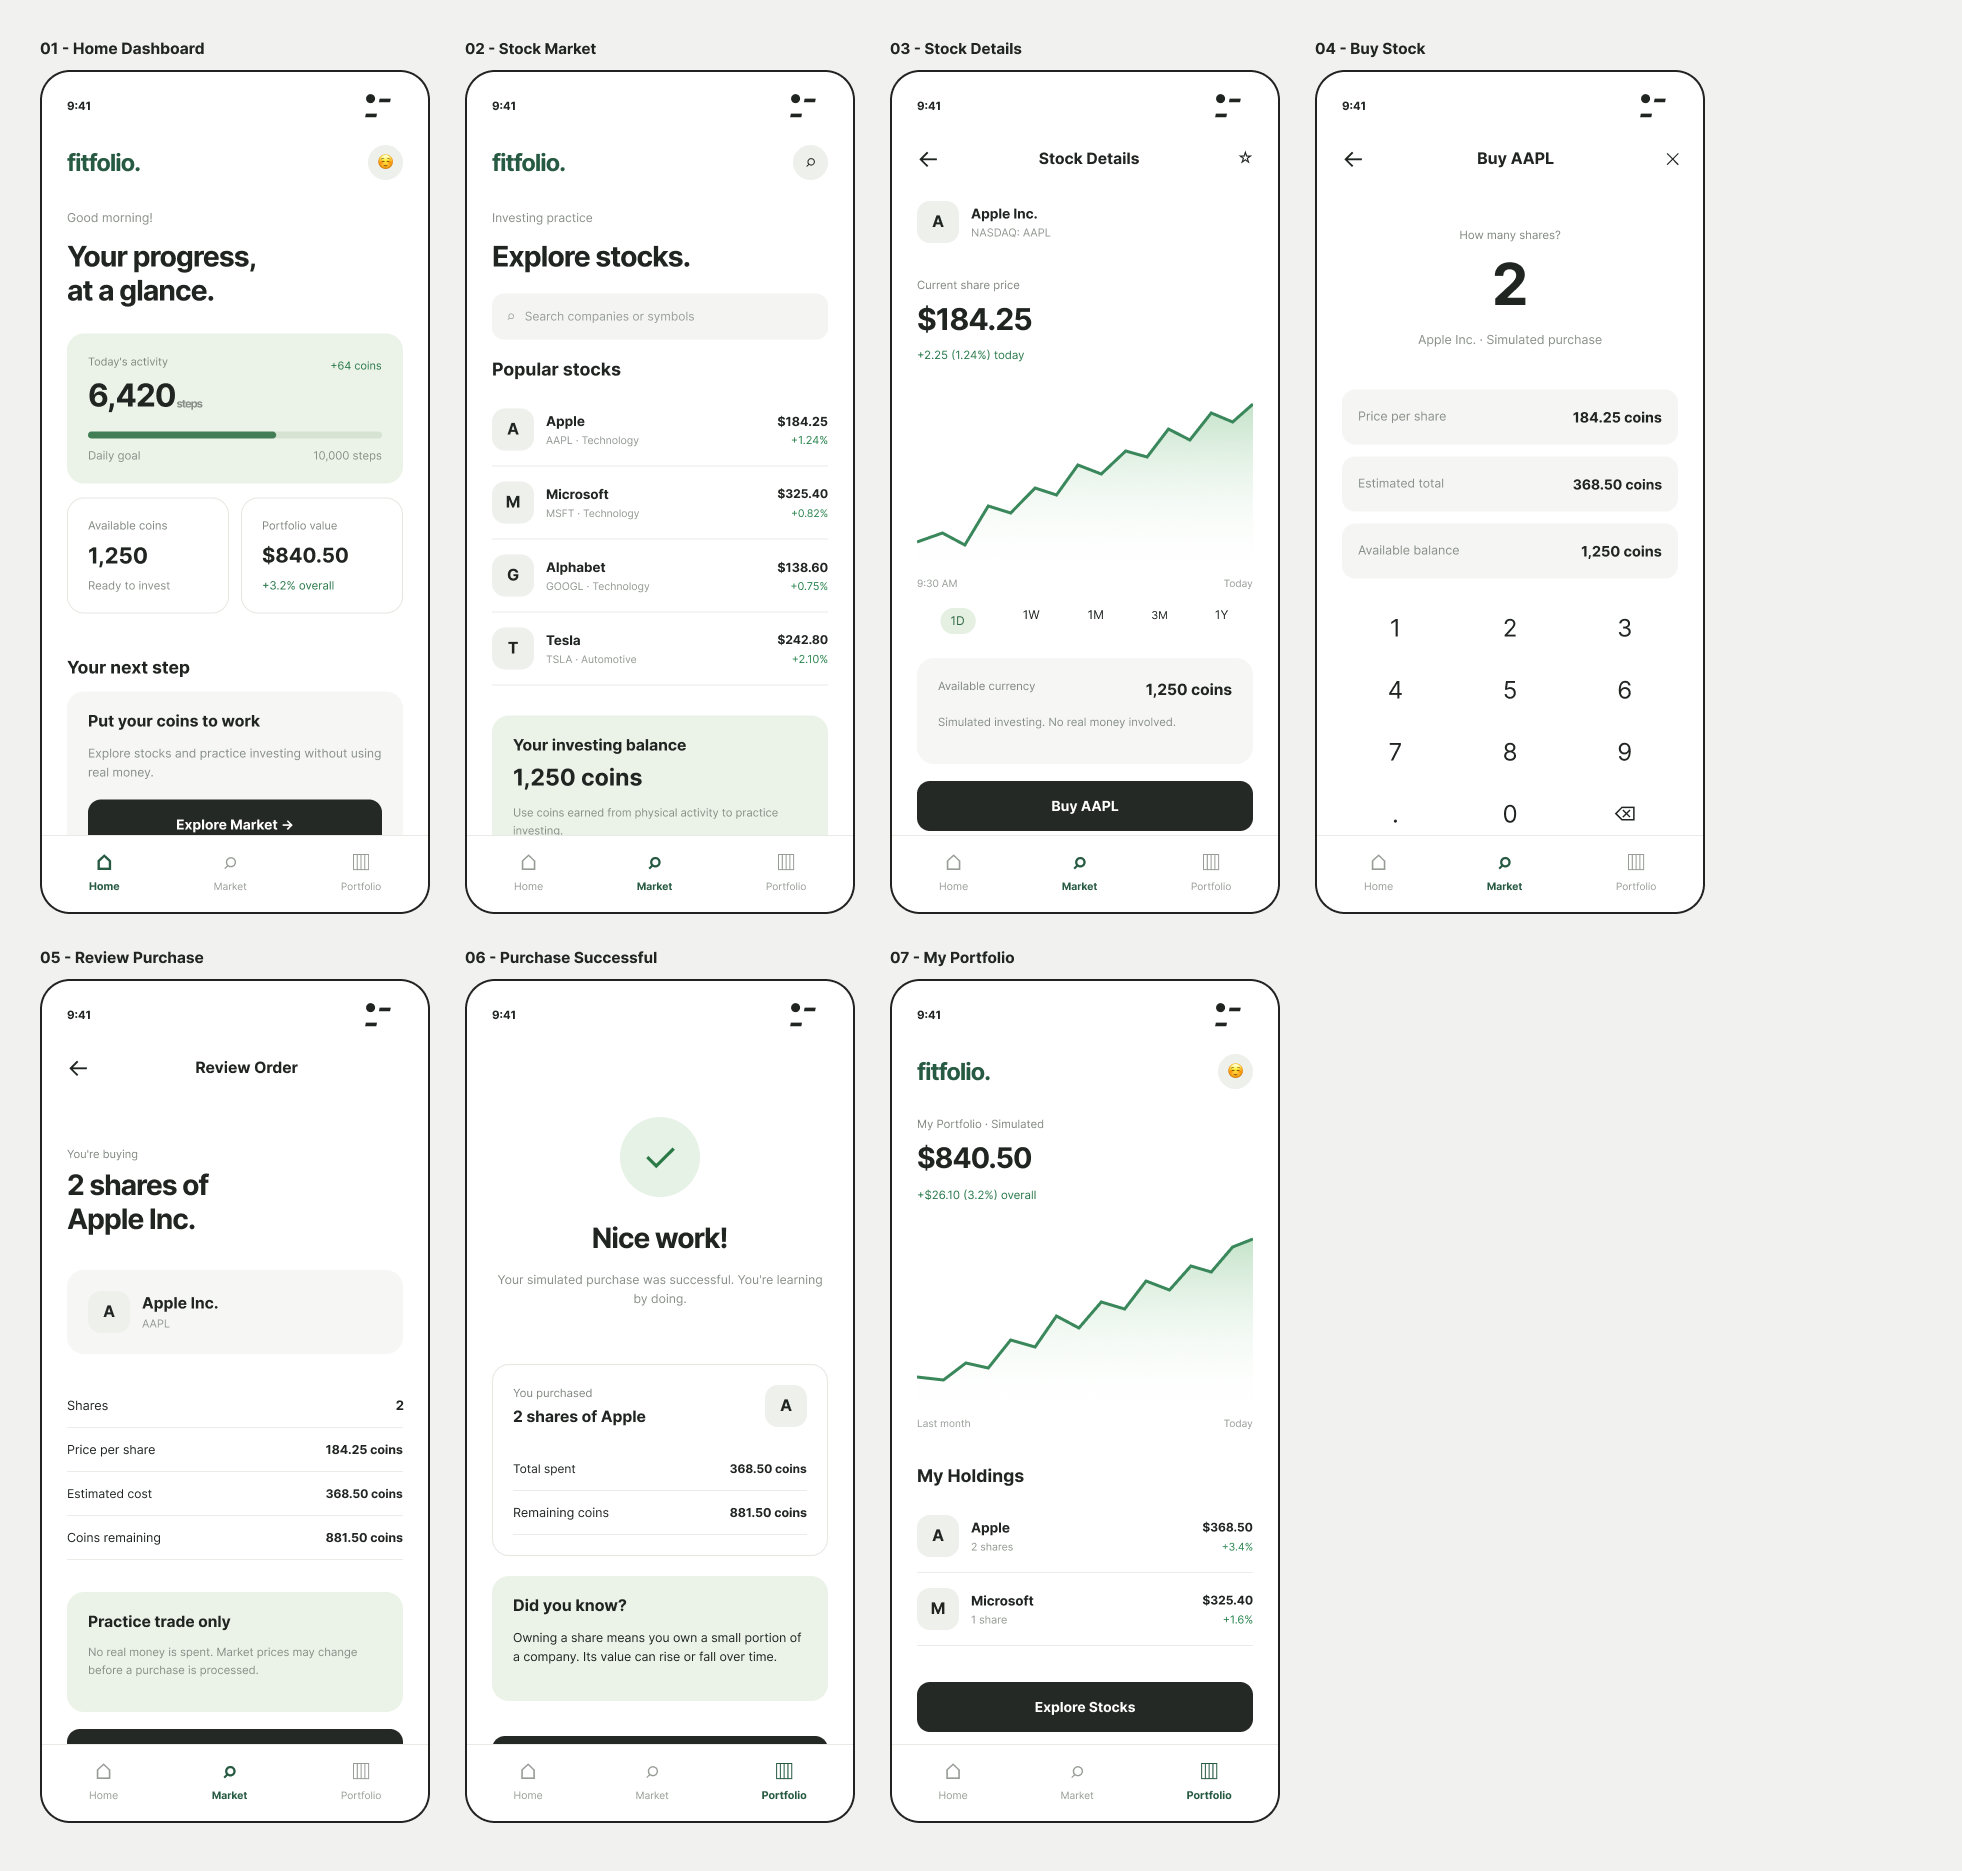 01 - Home Dashboard
9:41
fitfolio.
Good morning!
Your progress,
at a glance.
Today's activity
+64 coins
6,420 steps
Daily goal
10,000 steps
Available coins
1,250
Ready to invest
Portfolio value
$840.50
+3.2% overall
Your next step
Put your coins to work
Explore stocks and practice investing without using
real money.
Explore Market →
Home
Market
Portfolio
02 - Stock Market
9:41
fitfolio.
Investing practice
Explore stocks.
Search companies or symbols
Popular stocks
A
Apple
AAPL · Technology
$184.25
+1.24%
M
Microsoft
MSFT · Technology
$325.40
+0.82%
G
Alphabet
GOOGL · Technology
$138.60
+0.75%
T
Tesla
TSLA · Automotive
$242.80
+2.10%
Your investing balance
1,250 coins
Use coins earned from physical activity to practice
investing.
Home
Market
Portfolio
03 - Stock Details
9:41
Stock Details
A
Apple Inc.
NASDAQ: AAPL
Current share price
$184.25
+2.25 (1.24%) today
9:30 AM
Today
1D
1W
1M
3M
1Y
Available currency
1,250 coins
Simulated investing. No real money involved.
Buy AAPL
Home
Market
Portfolio
04 - Buy Stock
9:41
Buy AAPL
How many shares?
2
Apple Inc. · Simulated purchase
Price per share
184.25 coins
Estimated total
368.50 coins
Available balance
1,250 coins
1 2 3
4 5 6
7 8 9
. 0
Home
Market
Portfolio
05 - Review Purchase
9:41
Review Order
You're buying
2 shares of
Apple Inc.
A
Apple Inc.
AAPL
Shares
2
Price per share
184.25 coins
Estimated cost
368.50 coins
Coins remaining
881.50 coins
Practice trade only
No real money is spent. Market prices may change
before a purchase is processed.
Home
Market
Portfolio
06 - Purchase Successful
9:41
Nice work!
Your simulated purchase was successful. You're learning
by doing.
You purchased
2 shares of Apple
A
Total spent
368.50 coins
Remaining coins
881.50 coins
Did you know?
Owning a share means you own a small portion of
a company. Its value can rise or fall over time.
Home
Market
Portfolio
07 - My Portfolio
9:41
fitfolio.
My Portfolio · Simulated
$840.50
+$26.10 (3.2%) overall
Last month
Today
My Holdings
A
Apple
2 shares
$368.50
+3.4%
M
Microsoft
1 share
$325.40
+1.6%
Explore Stocks
Home
Market
Portfolio